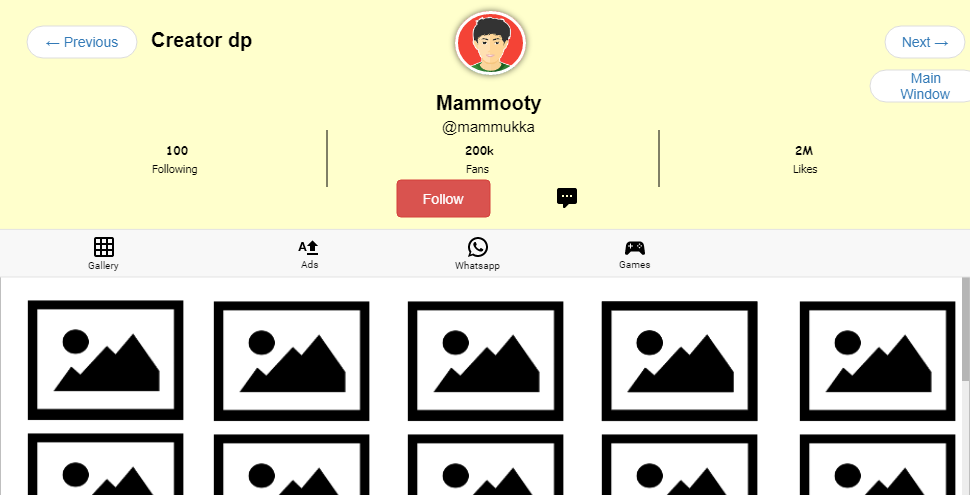 ← Previous
Creator dp
Next →
Main
Window
Mammooty
@mammukka
100
200k
2M
Following
Fans
Likes
Follow
A
Gallery
Ads
Whatsapp
Games